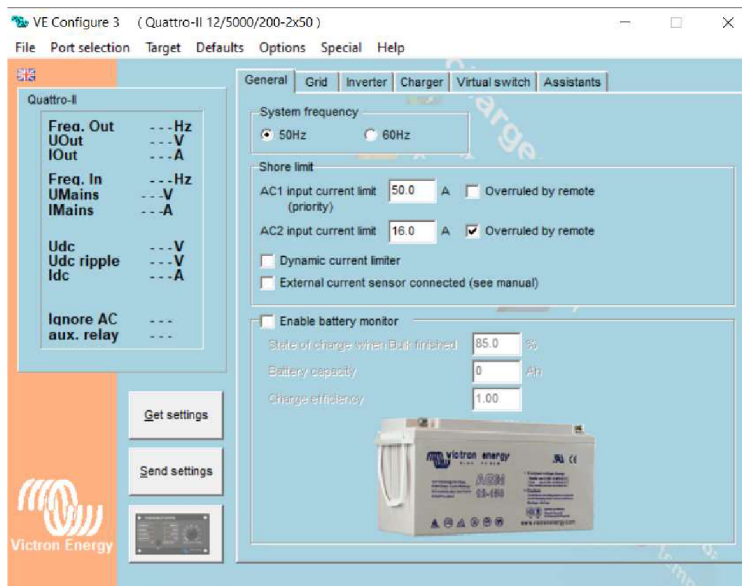 VE Configure 3 ( Quattro-II 12/5000/200-2x50 )
File Port selection Target Defaults Options Special Help
General Grid Inverter Charger Virtual switch Assistants
Quattro-II
Freq. Out ---Hz
UOut ---V
IOut ---A
Freq. In ---Hz
UMains ---V
IMains ---A
Udc ---V
Udc ripple ---V
Idc ---A
Ignore AC ---
aux. relay ---
Get settings
Send settings
Victron Energy
System frequency
50Hz 60Hz
Shore limit
AC1 input current limit 50.0 A Overruled by remote
(priority)
AC2 input current limit 16.0 A Overruled by remote
Dynamic current limiter
External current sensor connected (see manual)
Enable battery monitor
State of charge when Bulk finished 85.0 %
Battery capacity 0 Ah
Charge efficiency 1.00
victron energy
BLUE POWER
AGM
www.victronenergy.com